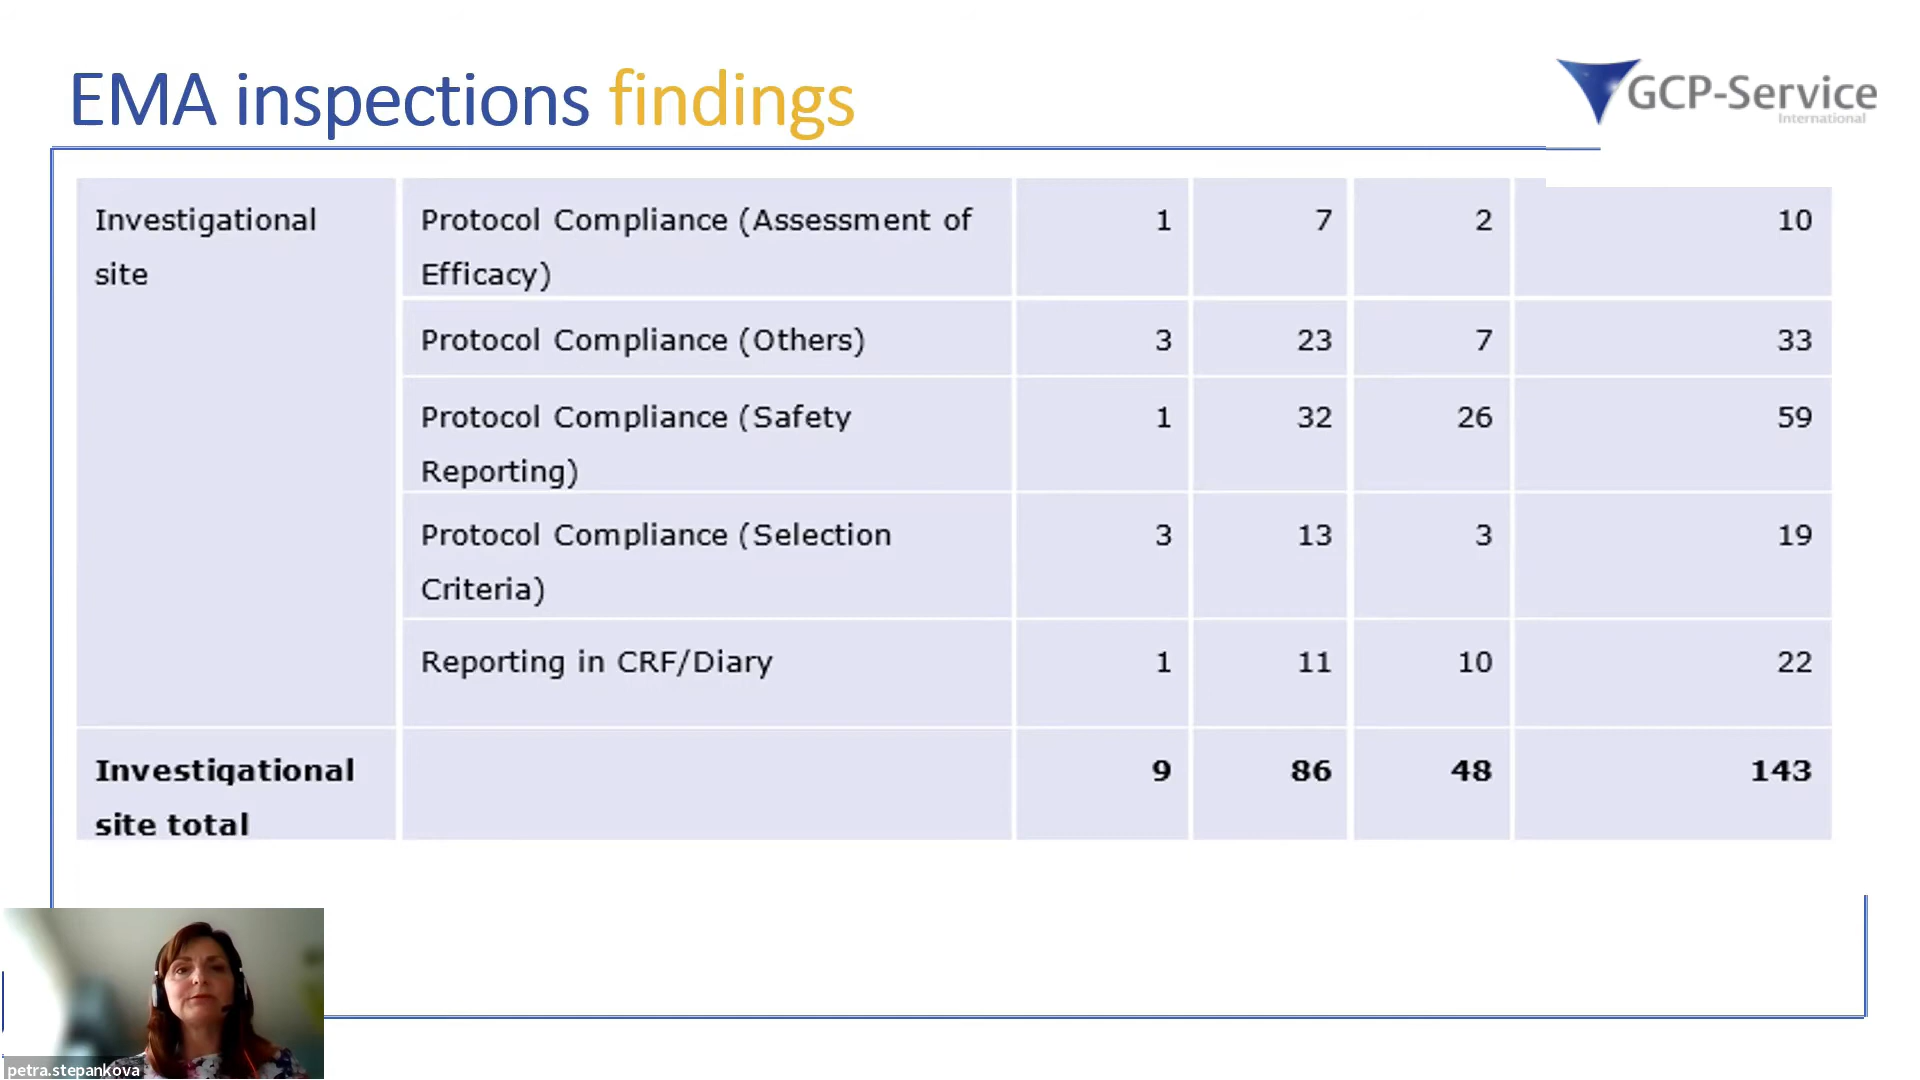 EMA inspections findings
GCP-Service
International
Investigational
site
Protocol Compliance (Assessment of
Efficacy)
1 7 2 10
Protocol Compliance (Others) 3 23 7 33
Protocol Compliance (Safety
Reporting)
1 32 26 59
Protocol Compliance (Selection
Criteria)
3 13 3 19
Reporting in CRF/Diary 1 11 10 22
Investigational
site total
9 86 48 143
petra.stepankova